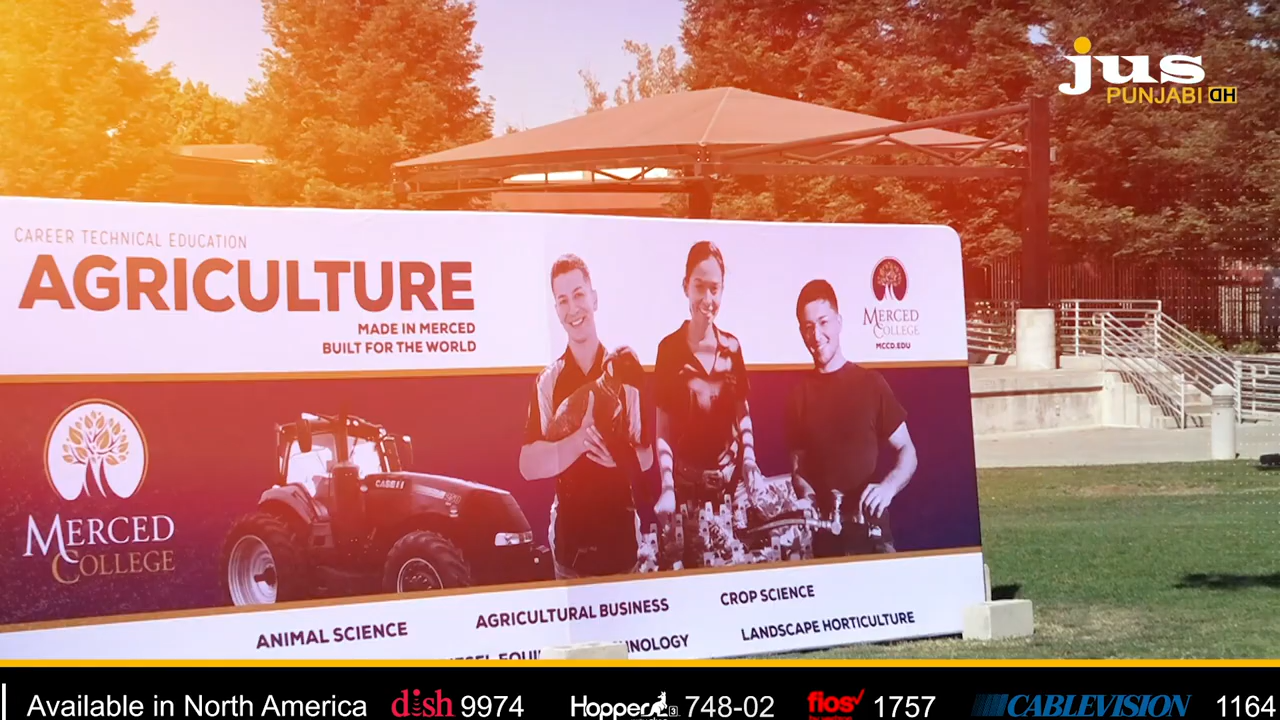 jus
PUNJABI HD
CAREER TECHNICAL EDUCATION
AGRICULTURE
MADE IN MERCED
BUILT FOR THE WORLD
MERCED
COLLEGE
MCCD.EDU
CASE IH
MERCED
COLLEGE
ANIMAL SCIENCE
AGRICULTURAL BUSINESS
CROP SCIENCE
LANDSCAPE HORTICULTURE
Available in North America
dish 9974
Hopper 3 748-02
fios 1757
CABLEVISION 1164